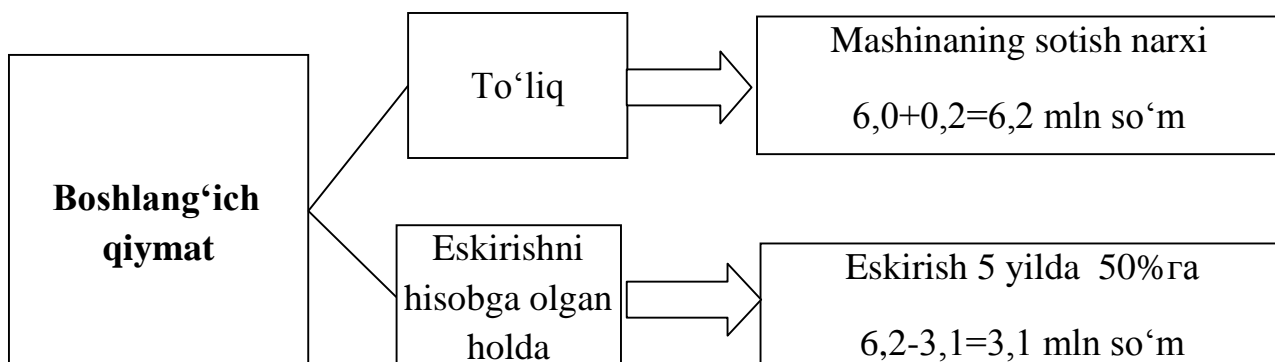 Boshlang‘ich
qiymat
To‘liq
Mashinaning sotish narxi
6,0+0,2=6,2 mln so‘m
Eskirishni
hisobga olgan
holda
Eskirish 5 yilda 50%га
6,2-3,1=3,1 mln so‘m